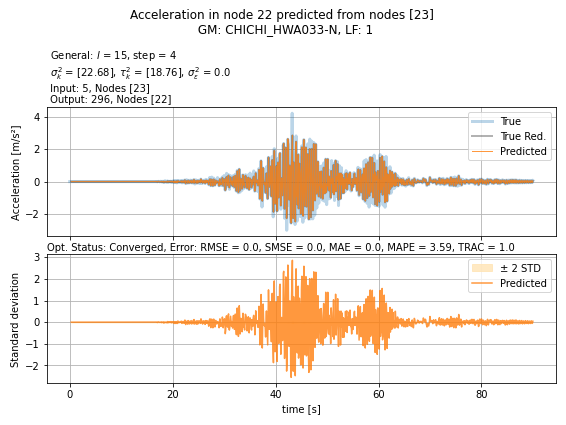 Acceleration in node 22 predicted from nodes [23]
GM: CHICHI_HWA033-N, LF: 1
General: l = 15, step = 4
σ²ₖ = [22.68], τ²ₖ = [18.76], σ²ε = 0.0
Input: 5, Nodes [23]
Output: 296, Nodes [22]
Acceleration [m/s²]
4
2
0
−2
True
True Red.
Predicted
Opt. Status: Converged, Error: RMSE = 0.0, SMSE = 0.0, MAE = 0.0, MAPE = 3.59, TRAC = 1.0
Standard deviation
3
2
1
0
−1
−2
± 2 STD
Predicted
0 20 40 60 80
time [s]